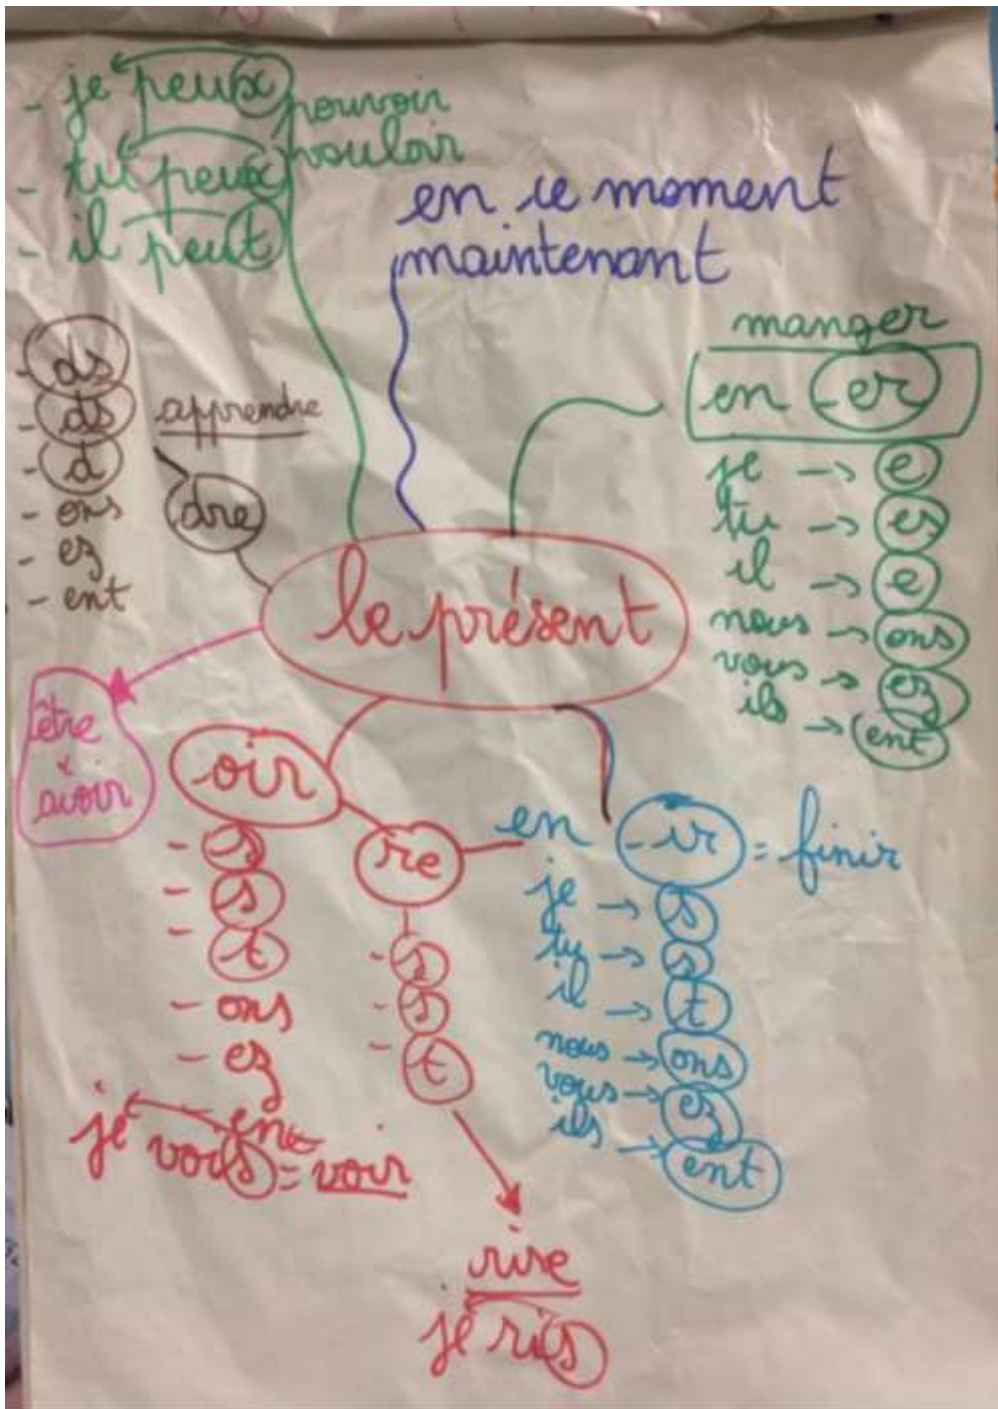 - je peux
pouvoir
vouloir
- tu peux
- il peut
en ce moment
maintenant
manger
en -er
je → e
tu → es
il → e
nous → ons
vous → ez
ils → ent
- ds
- ds
- d
- ons
- ez
- ent
apprendre
dre
le présent
être
&
avoir
oir
- s
- s
- t
- ons
- ez
ent
je vois = voir
re
- s
- s
- t
rire
je ris
en -ir = finir
je → s
tu → s
il → t
nous → ons
vous → ez
ils → ent